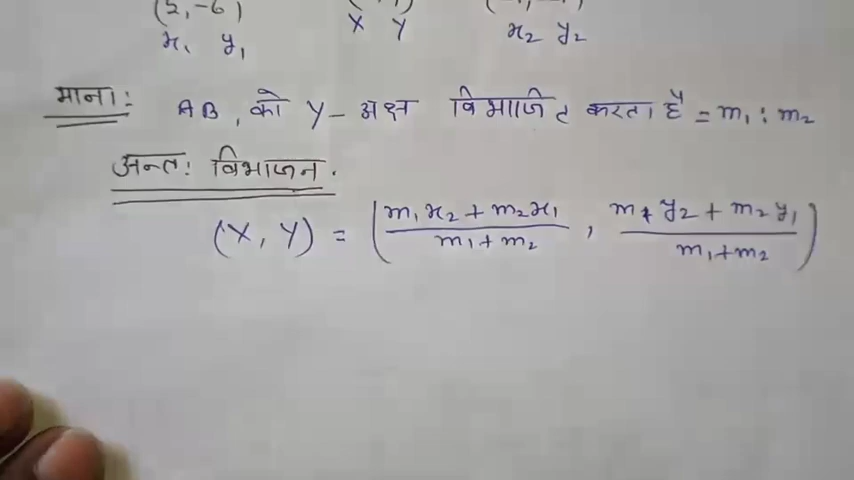 (2, -6)
x₁ y₁ X Y x₂ y₂
माना: AB, को Y-अक्ष विभाजित करता है = m₁ : m₂
अन्त: विभाजन.
(X, Y) = ( m₁x₂ + m₂x₁ / m₁ + m₂ , m₁y₂ + m₂y₁ / m₁ + m₂ )